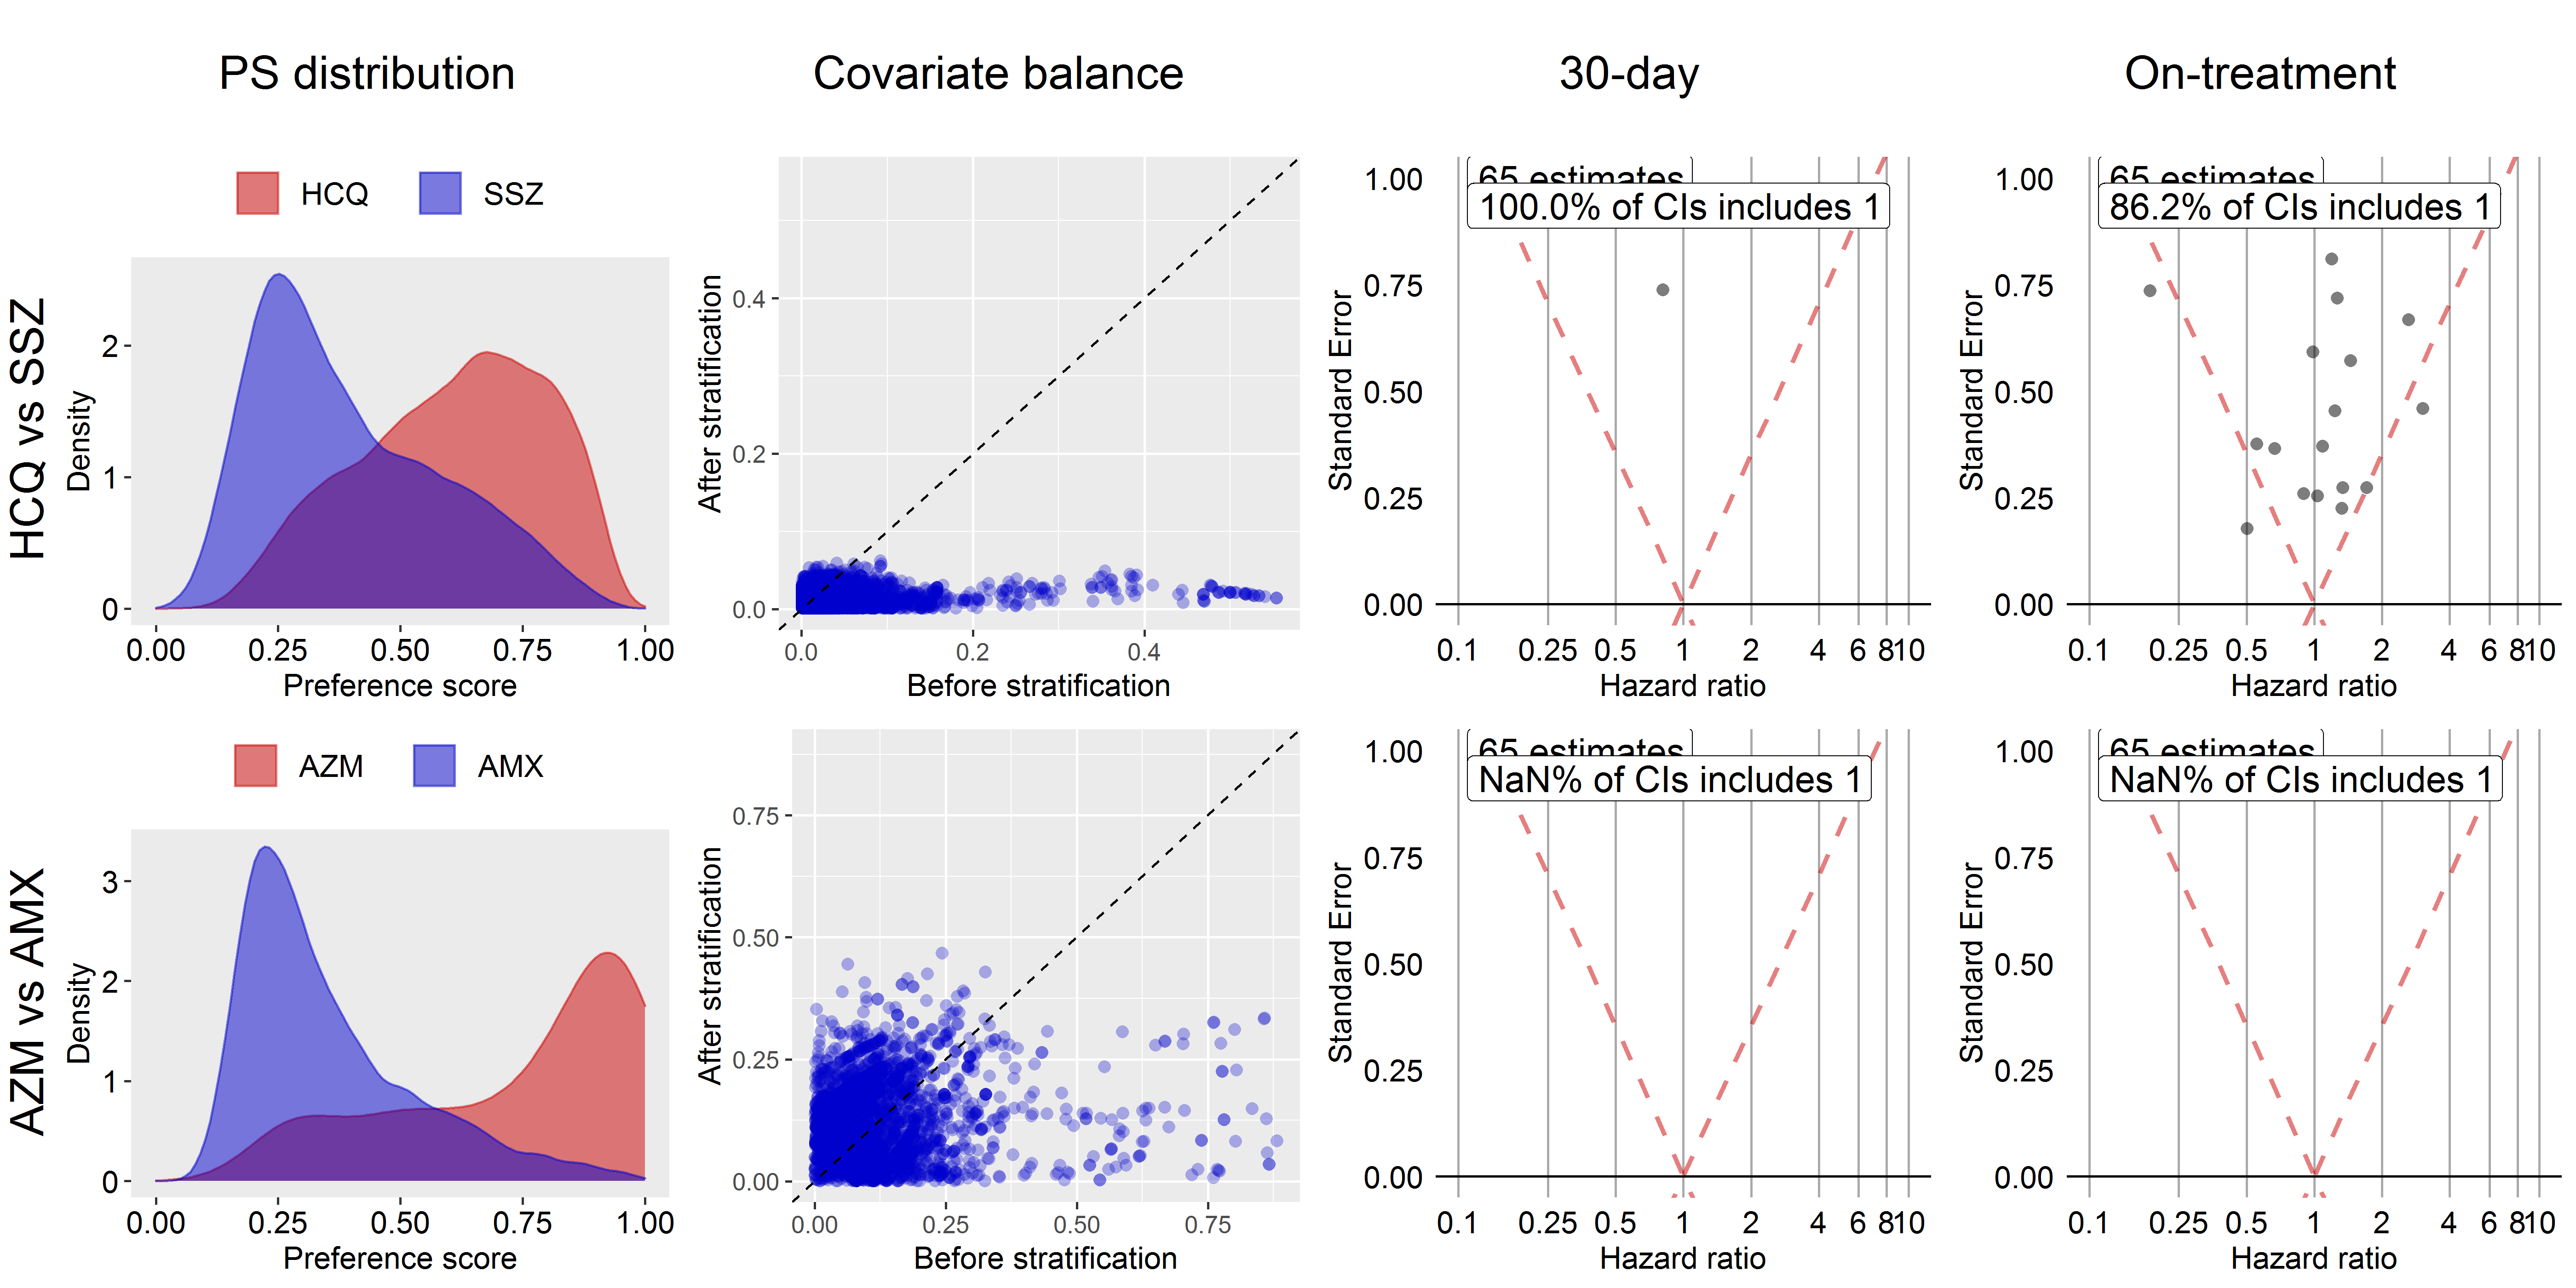 PS distribution
Covariate balance
30-day
On-treatment
HCQ vs SSZ
HCQ
SSZ
Density
2
1
0
0.00 0.25 0.50 0.75 1.00
Preference score
After stratification
0.4
0.2
0.0
0.0 0.2 0.4
Before stratification
Standard Error
1.00
0.75
0.50
0.25
0.00
65 estimates
100.0% of CIs includes 1
0.1 0.25 0.5 1 2 4 6 8 10
Hazard ratio
Standard Error
1.00
0.75
0.50
0.25
0.00
65 estimates
86.2% of CIs includes 1
0.1 0.25 0.5 1 2 4 6 8 10
Hazard ratio
AZM vs AMX
AZM
AMX
Density
3
2
1
0
0.00 0.25 0.50 0.75 1.00
Preference score
After stratification
0.75
0.50
0.25
0.00
0.00 0.25 0.50 0.75
Before stratification
Standard Error
1.00
0.75
0.50
0.25
0.00
65 estimates
NaN% of CIs includes 1
0.1 0.25 0.5 1 2 4 6 8 10
Hazard ratio
Standard Error
1.00
0.75
0.50
0.25
0.00
65 estimates
NaN% of CIs includes 1
0.1 0.25 0.5 1 2 4 6 8 10
Hazard ratio